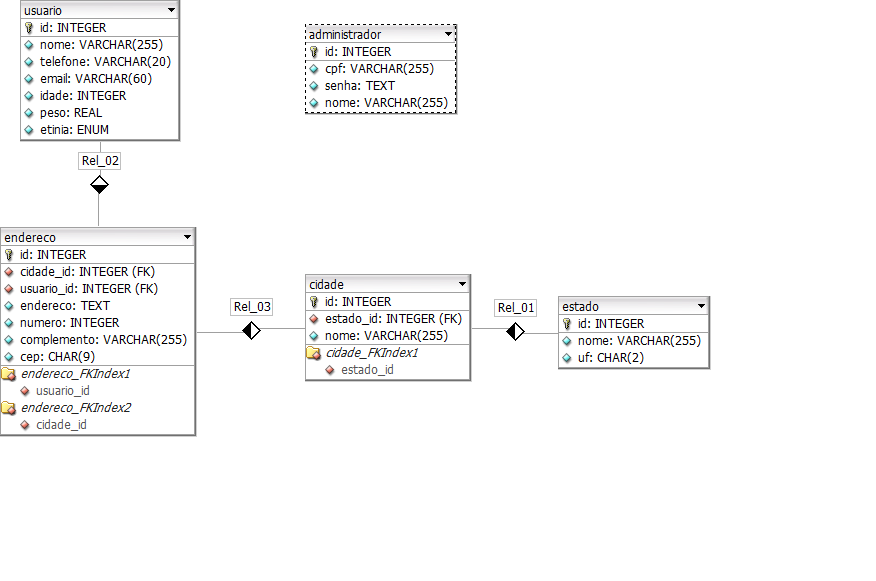 usuario
id: INTEGER
nome: VARCHAR(255)
telefone: VARCHAR(20)
email: VARCHAR(60)
idade: INTEGER
peso: REAL
etinia: ENUM
administrador
id: INTEGER
cpf: VARCHAR(255)
senha: TEXT
nome: VARCHAR(255)
Rel_02
endereco
id: INTEGER
cidade_id: INTEGER (FK)
usuario_id: INTEGER (FK)
endereco: TEXT
numero: INTEGER
complemento: VARCHAR(255)
cep: CHAR(9)
endereco_FKIndex1
usuario_id
endereco_FKIndex2
cidade_id
Rel_03
cidade
id: INTEGER
estado_id: INTEGER (FK)
nome: VARCHAR(255)
cidade_FKIndex1
estado_id
Rel_01
estado
id: INTEGER
nome: VARCHAR(255)
uf: CHAR(2)